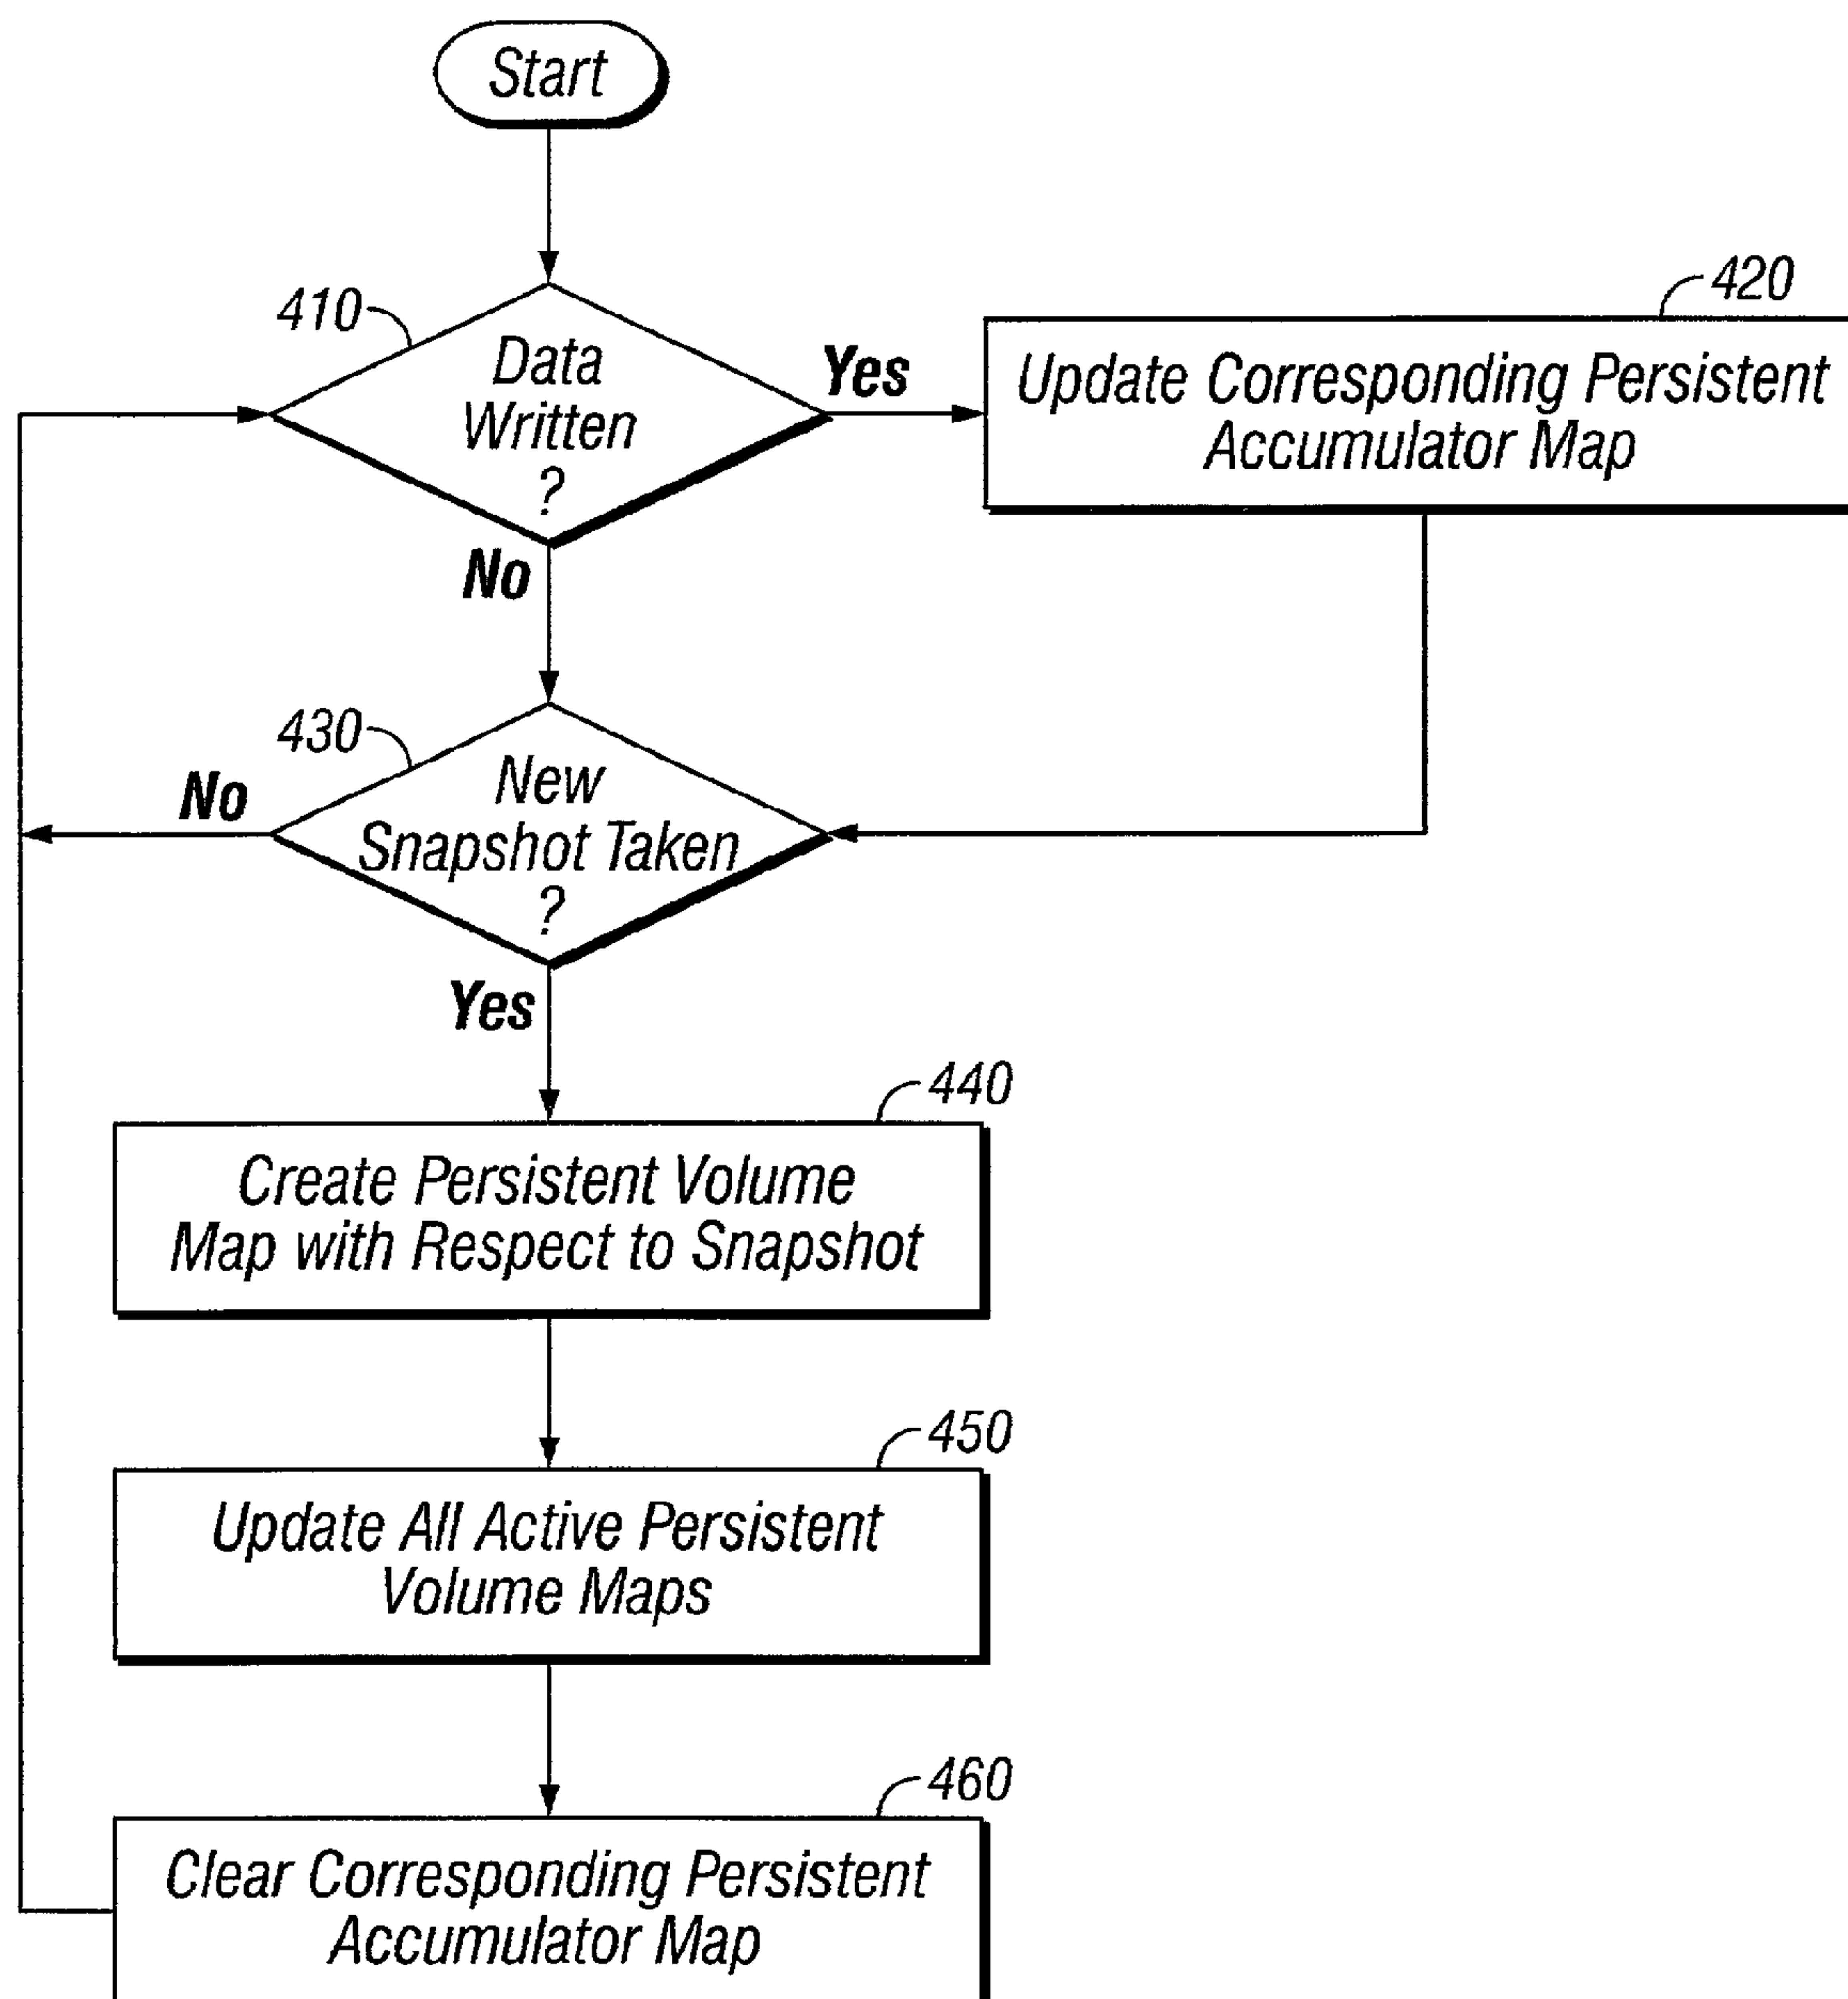 Start
410
Data
Written
?
Yes
420
Update Corresponding Persistent
Accumulator Map
No
430
New
Snapshot Taken
?
No
Yes
440
Create Persistent Volume
Map with Respect to Snapshot
450
Update All Active Persistent
Volume Maps
460
Clear Corresponding Persistent
Accumulator Map